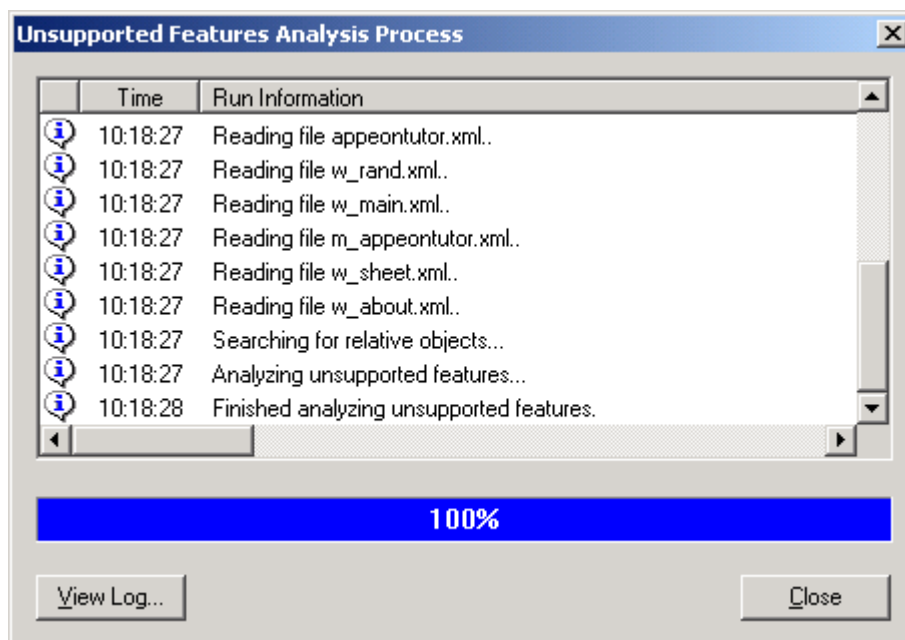 Unsupported Features Analysis Process
Time Run Information
10:18:27 Reading file appeontutor.xml..
10:18:27 Reading file w_rand.xml..
10:18:27 Reading file w_main.xml..
10:18:27 Reading file m_appeontutor.xml..
10:18:27 Reading file w_sheet.xml..
10:18:27 Reading file w_about.xml..
10:18:27 Searching for relative objects...
10:18:27 Analyzing unsupported features...
10:18:28 Finished analyzing unsupported features.
100%
View Log... Close